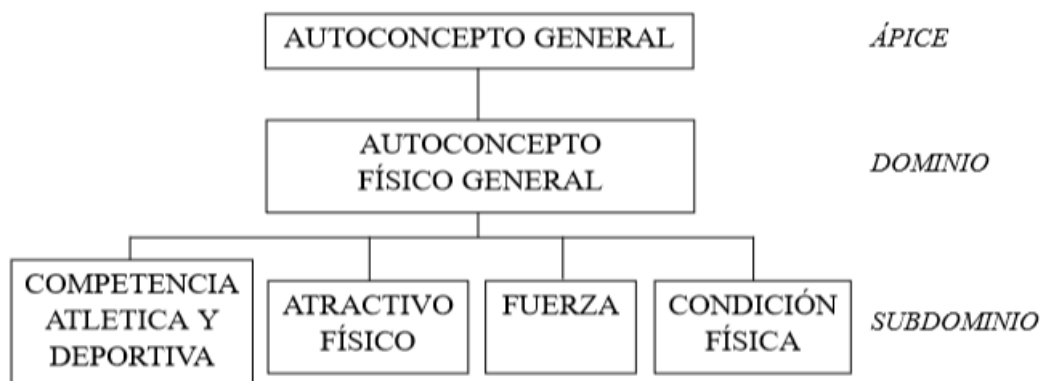 AUTOCONCEPTO GENERAL
ÁPICE
AUTOCONCEPTO
FÍSICO GENERAL
DOMINIO
COMPETENCIA
ATLETICA Y
DEPORTIVA
ATRACTIVO
FÍSICO
FUERZA
CONDICIÓN
FÍSICA
SUBDOMINIO